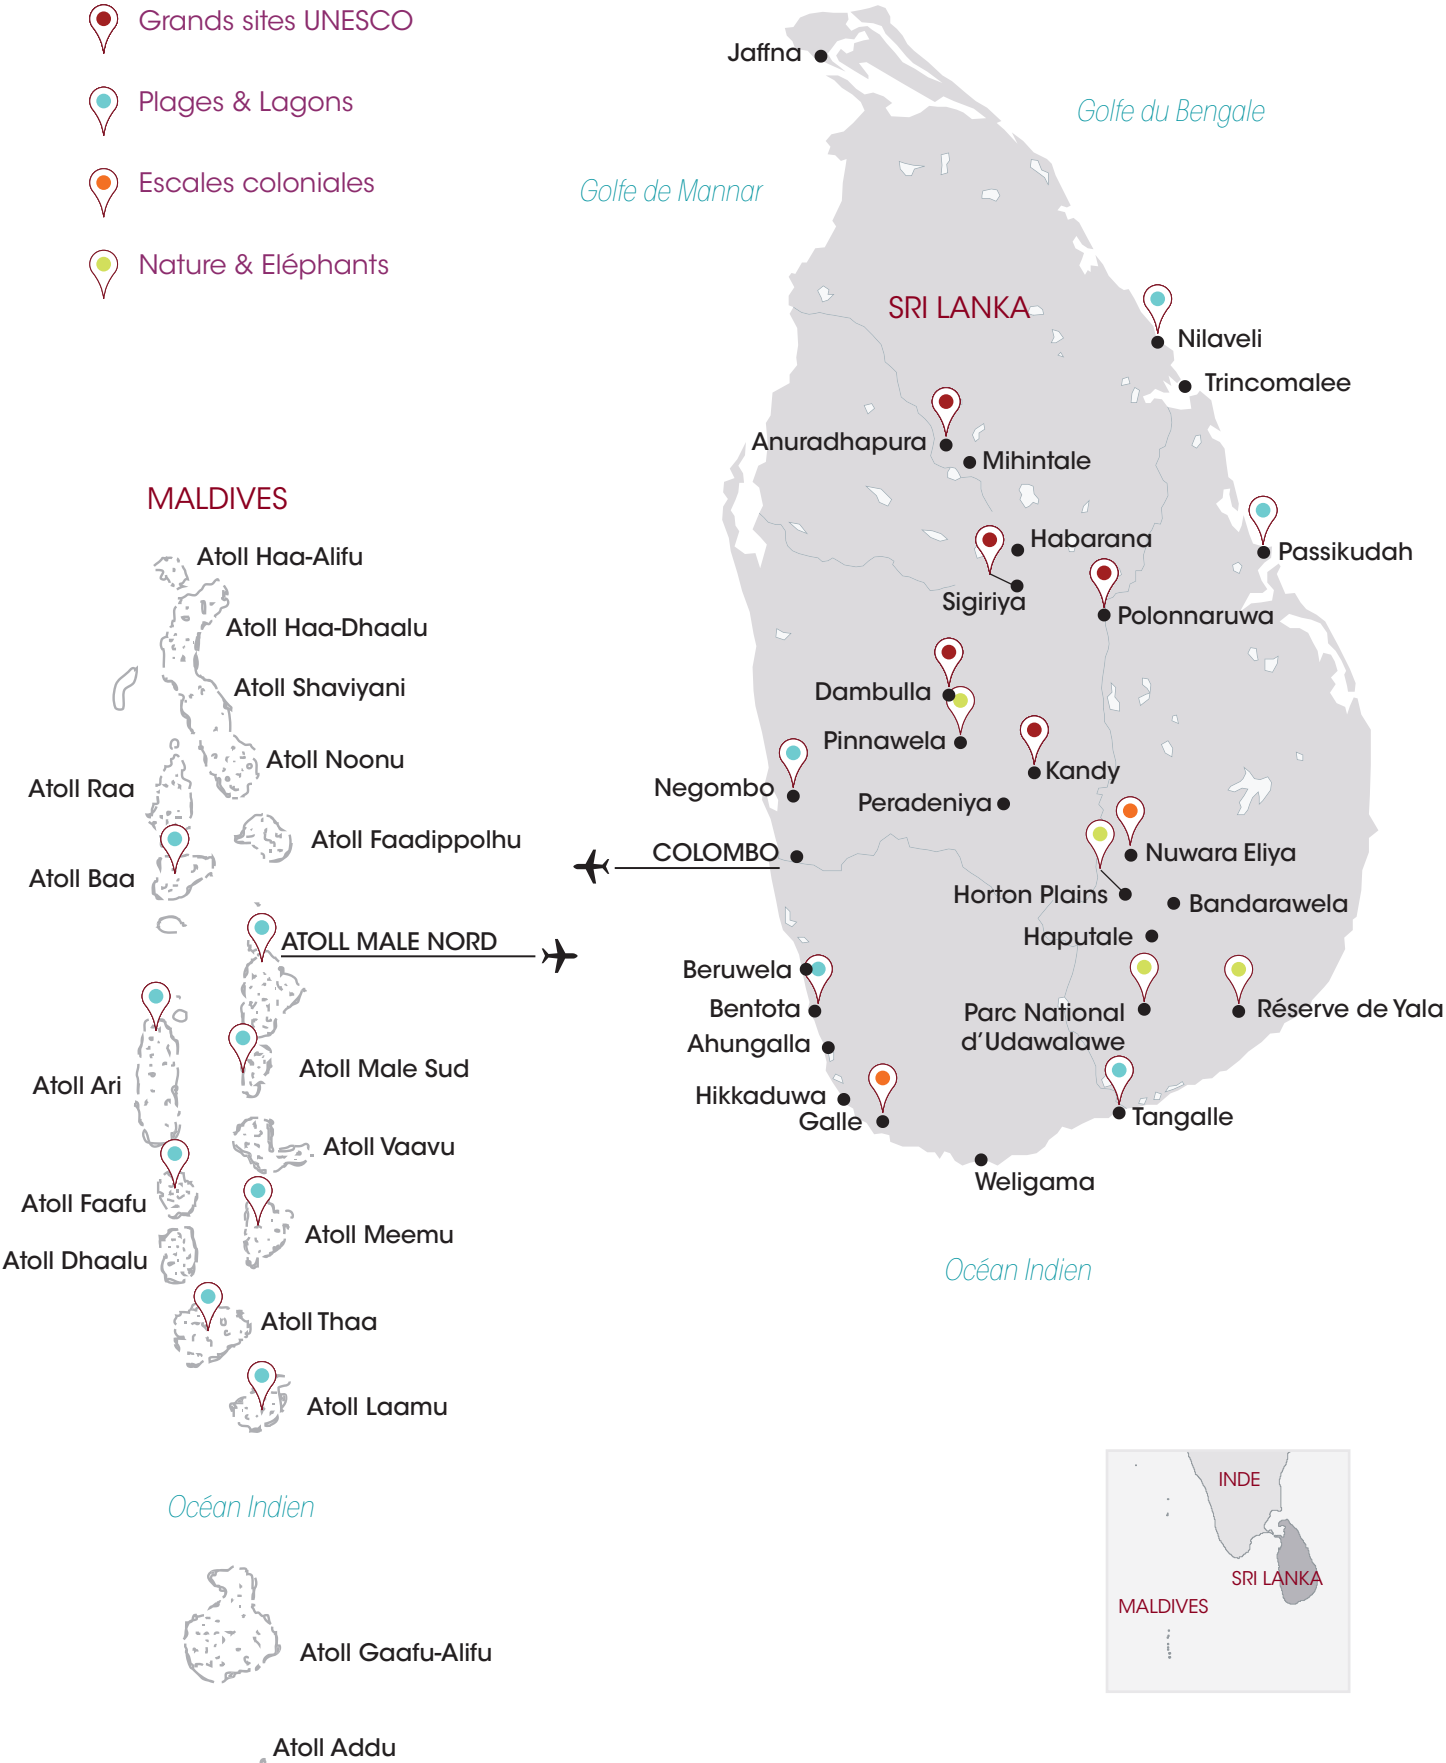 Grands sites UNESCO
Plages & Lagons
Escales coloniales
Nature & Eléphants
Jaffna
Golfe du Bengale
Golfe de Mannar
SRI LANKA
Nilaveli
Trincomalee
Anuradhapura
Mihintale
Habarana
Passikudah
Sigiriya
Polonnaruwa
Dambulla
Pinnawela
Kandy
Negombo
Peradeniya
COLOMBO
Nuwara Eliya
Horton Plains
Bandarawela
Haputale
Beruwela
Bentota
Parc National
d'Udawalawe
Réserve de Yala
Ahungalla
Hikkaduwa
Galle
Tangalle
Weligama
Océan Indien
MALDIVES
Atoll Haa-Alifu
Atoll Haa-Dhaalu
Atoll Shaviyani
Atoll Noonu
Atoll Raa
Atoll Faadippolhu
Atoll Baa
ATOLL MALE NORD
Atoll Male Sud
Atoll Ari
Atoll Vaavu
Atoll Faafu
Atoll Meemu
Atoll Dhaalu
Atoll Thaa
Atoll Laamu
Océan Indien
Atoll Gaafu-Alifu
Atoll Addu
INDE
SRI LANKA
MALDIVES